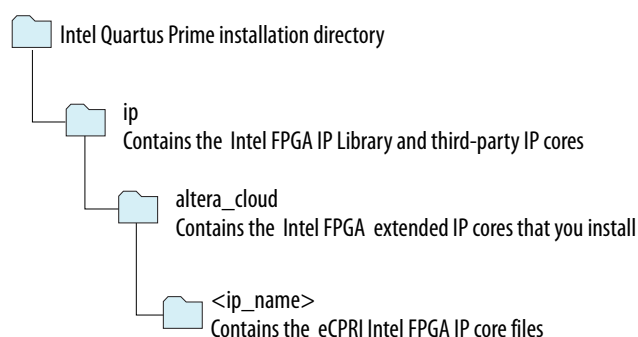 Intel Quartus Prime installation directory
ip
Contains the Intel FPGA IP Library and third-party IP cores
altera_cloud
Contains the Intel FPGA extended IP cores that you install
<ip_name>
Contains the eCPRI Intel FPGA IP core files